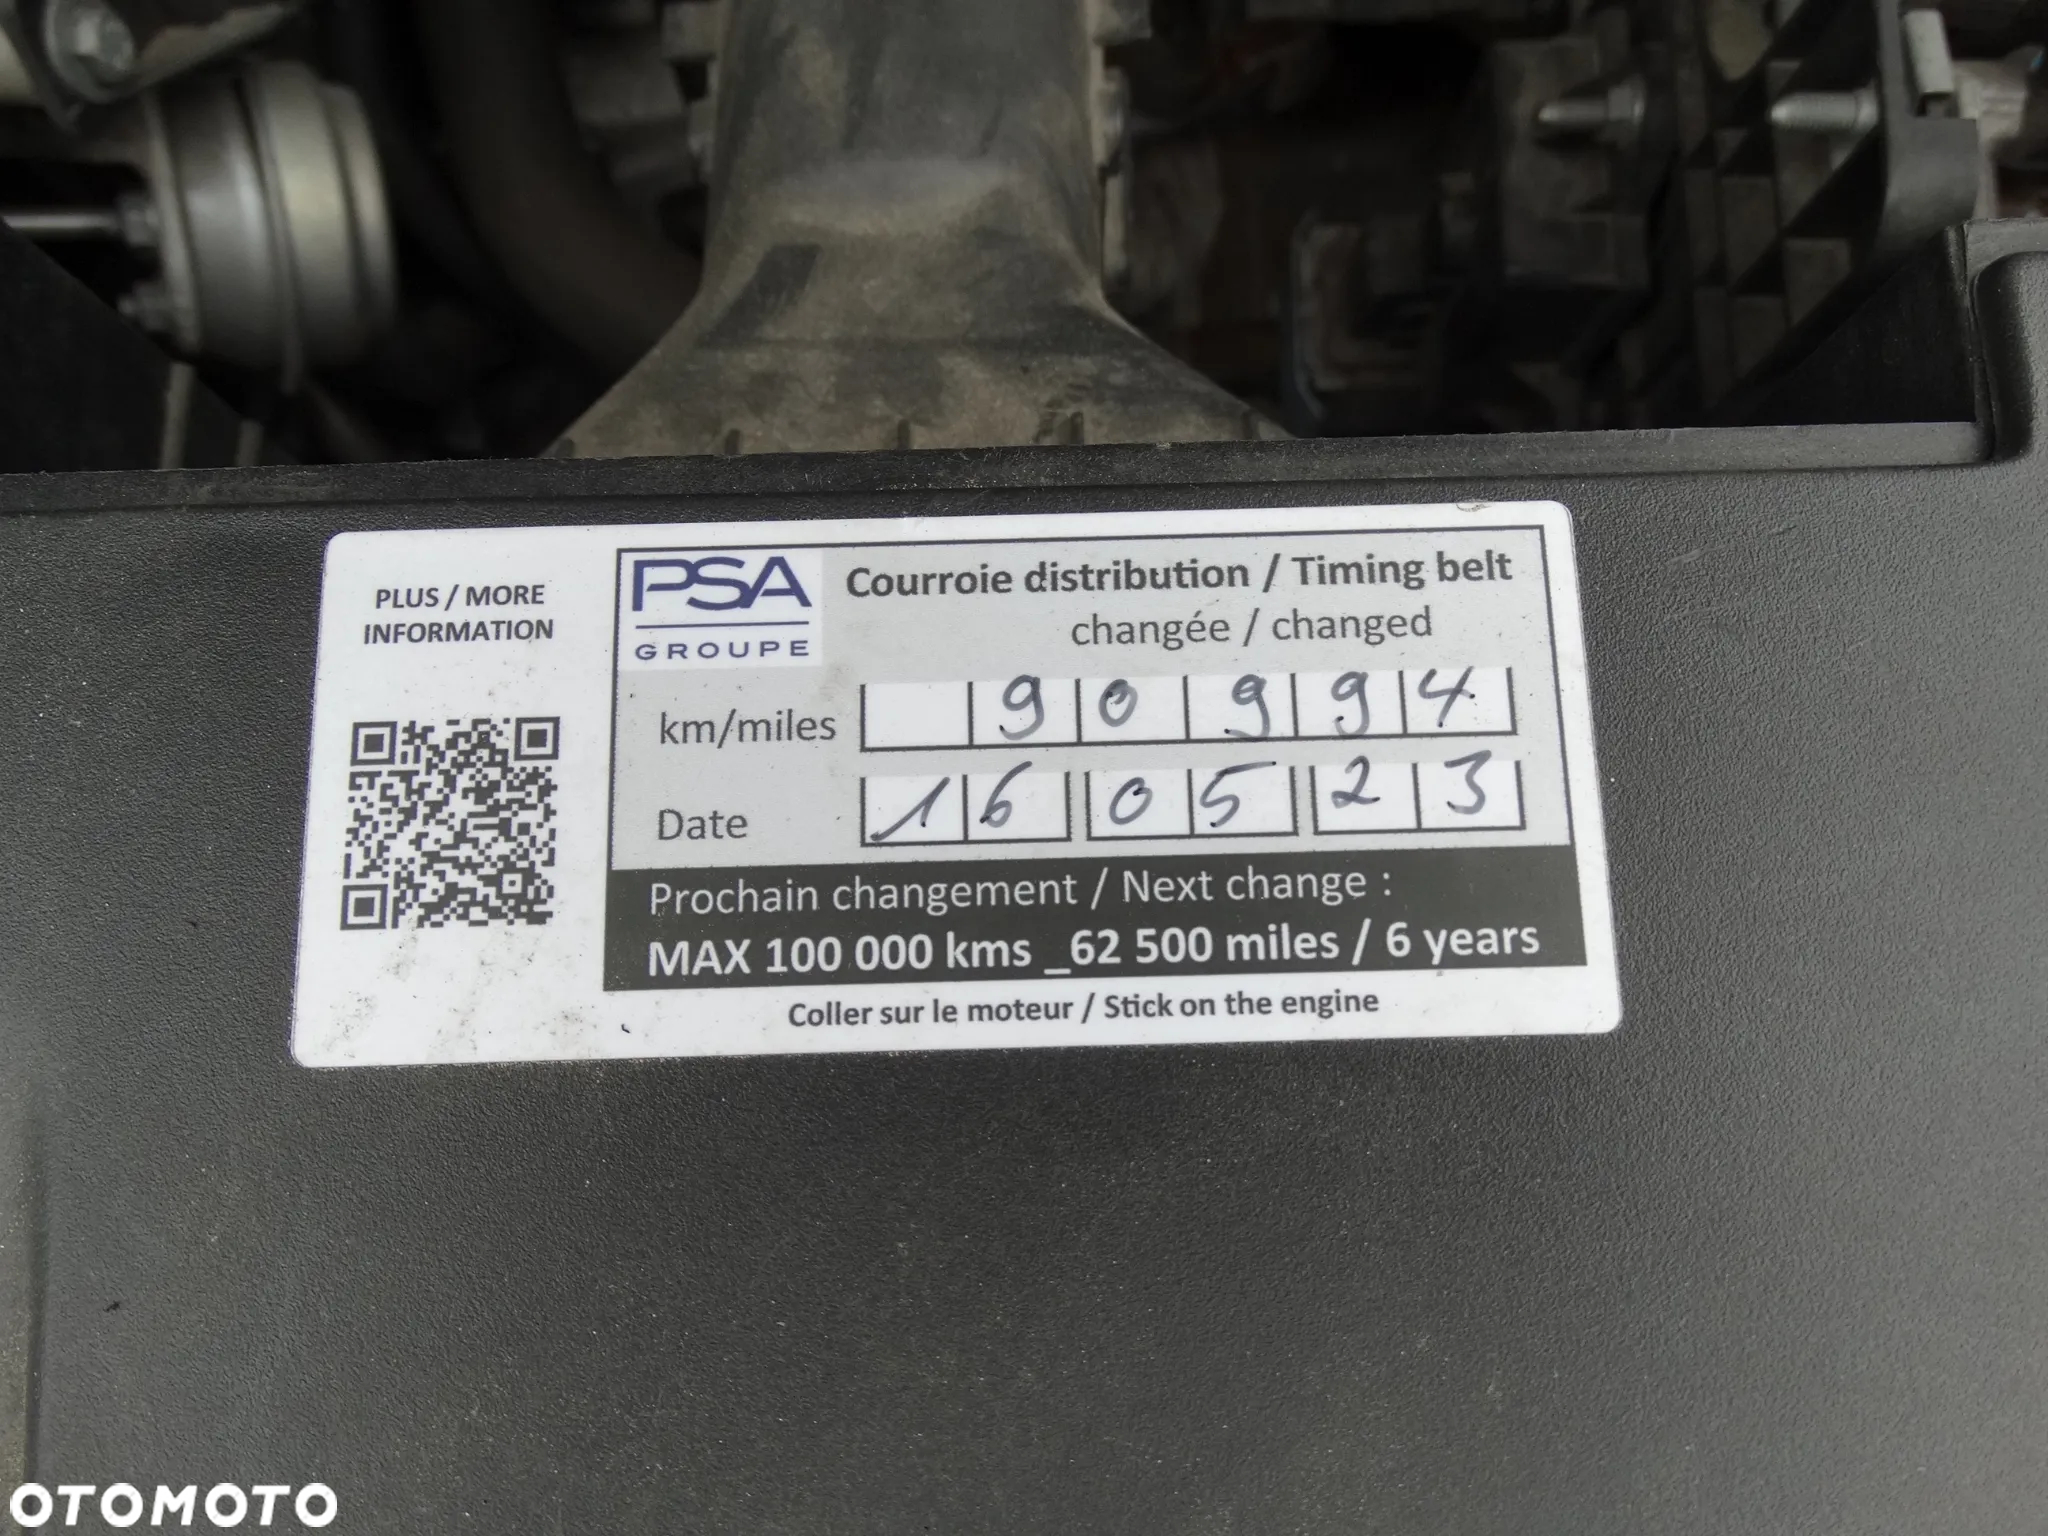 PLUS / MORE
INFORMATION
PSA
GROUPE
Courroie distribution / Timing belt
changée / changed
km/miles 90994
Date 16 05 23
Prochain changement / Next change :
MAX 100 000 kms _62 500 miles / 6 years
Coller sur le moteur / Stick on the engine
OTOMOTO